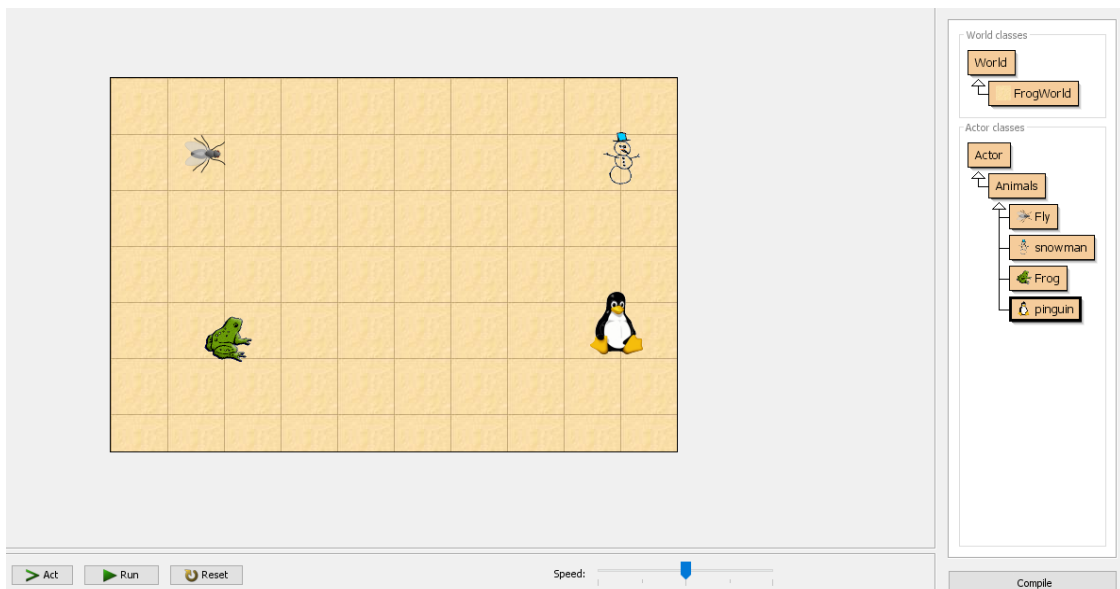 World classes
World
FrogWorld
Actor classes
Actor
Animals
Fly
snowman
Frog
pinguin
Act
Run
Reset
Speed:
Compile